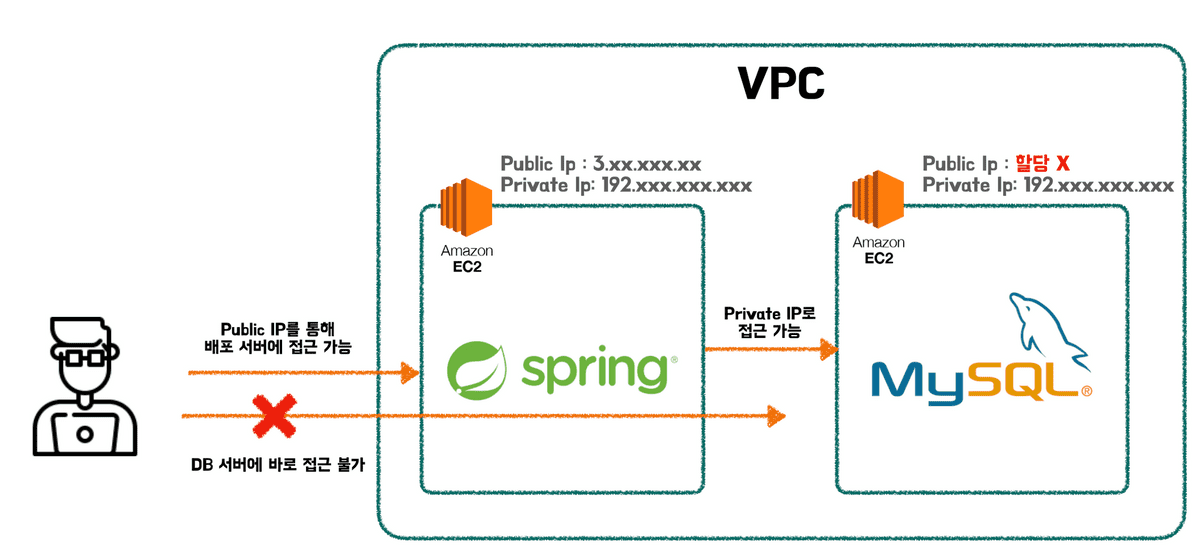 VPC
Public Ip : 3.xx.xxx.xx
Private Ip: 192.xxx.xxx.xxx
Amazon
EC2
Public Ip : 할당 X
Private Ip: 192.xxx.xxx.xxx
Amazon
EC2
Public IP를 통해
배포 서버에 접근 가능
DB 서버에 바로 접근 불가
spring®
Private IP로
접근 가능
MySQL®